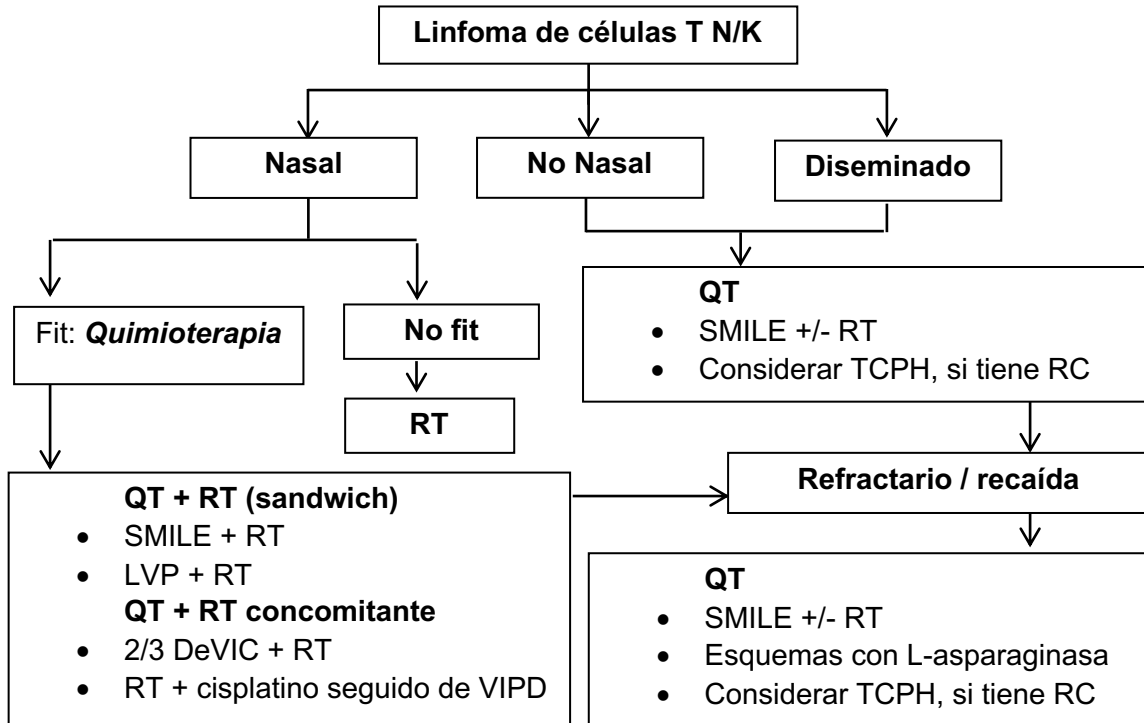 Linfoma de células T N/K
Nasal
No Nasal
Diseminado
Fit: Quimioterapia
No fit
RT
QT
• SMILE +/- RT
• Considerar TCPH, si tiene RC
QT + RT (sandwich)
• SMILE + RT
• LVP + RT
QT + RT concomitante
• 2/3 DeVIC + RT
• RT + cisplatino seguido de VIPD
Refractario / recaída
QT
• SMILE +/- RT
• Esquemas con L-asparaginasa
• Considerar TCPH, si tiene RC